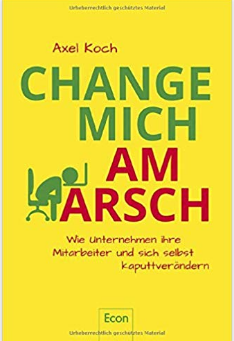 Urheberrechtlich geschütztes Material
Axel Koch
CHANGE
MICH
AM
ARSCH
Wie Unternehmen ihre
Mitarbeiter und sich selbst
kaputtverändern
Econ
Urheberrechtlich geschütztes Material